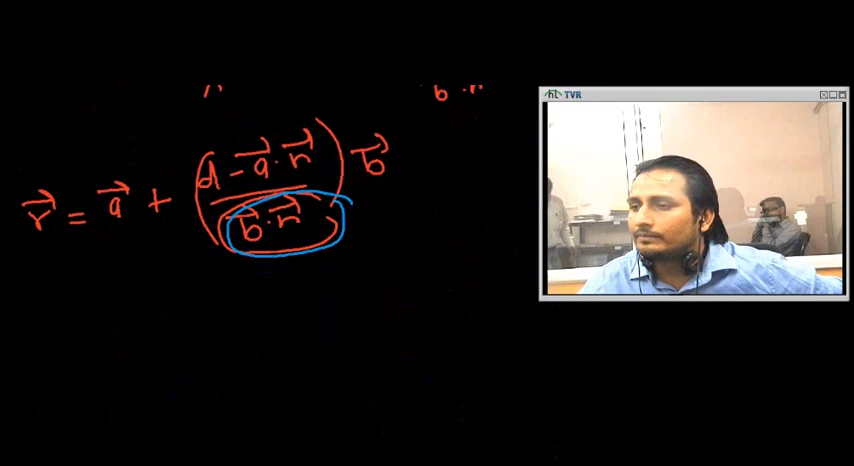 b⃗ · n⃗
TVR
r⃗ = a⃗ + ( (d - a⃗ · n⃗) / (b⃗ · n⃗) ) b⃗